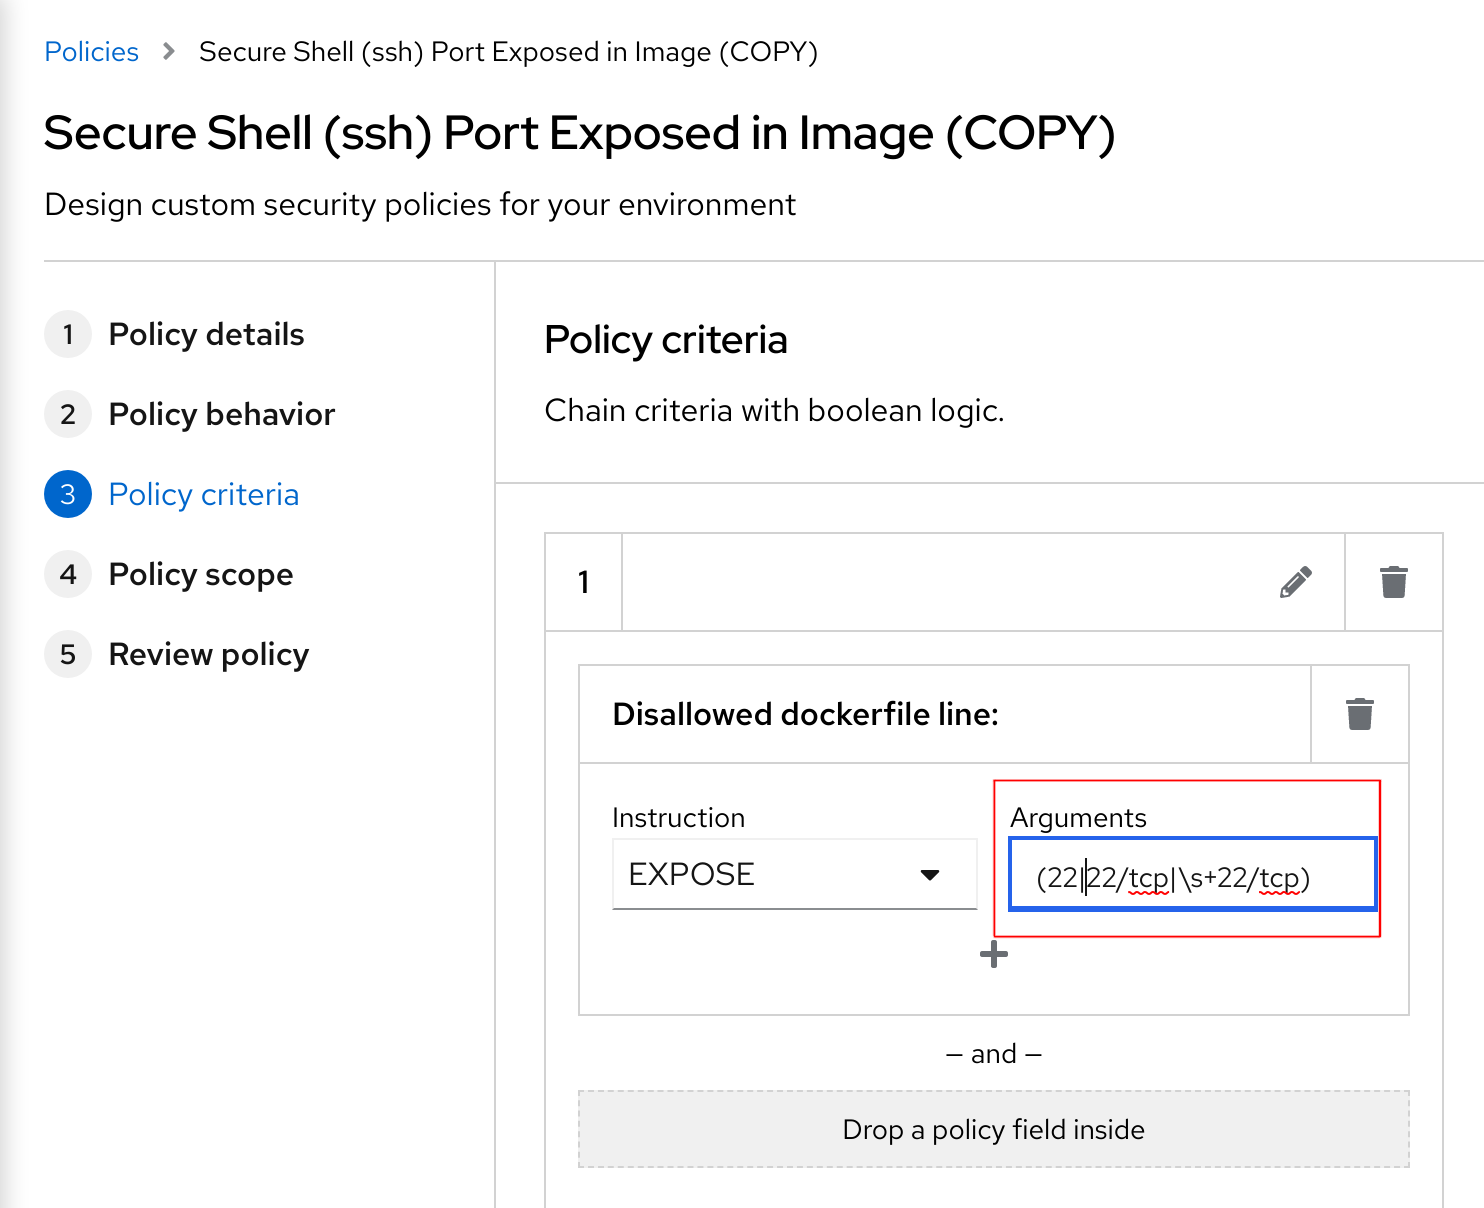 Policies > Secure Shell (ssh) Port Exposed in Image (COPY)
Secure Shell (ssh) Port Exposed in Image (COPY)
Design custom security policies for your environment
1 Policy details
2 Policy behavior
3 Policy criteria
4 Policy scope
5 Review policy
Policy criteria
Chain criteria with boolean logic.
1
Disallowed dockerfile line:
Instruction
EXPOSE
Arguments
(22|22/tcp|\s+22/tcp)
— and —
Drop a policy field inside